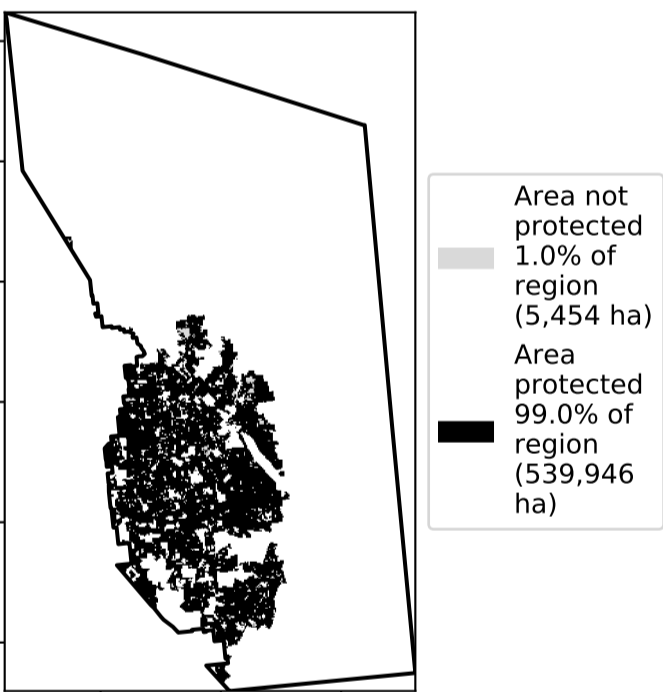 Area not
protected
1.0% of
region
(5,454 ha)
Area
protected
99.0% of
region
(539,946
ha)